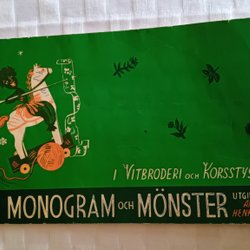 I VITBRODERI OCH KORSSTYG
MONOGRAM OCH MÖNSTER